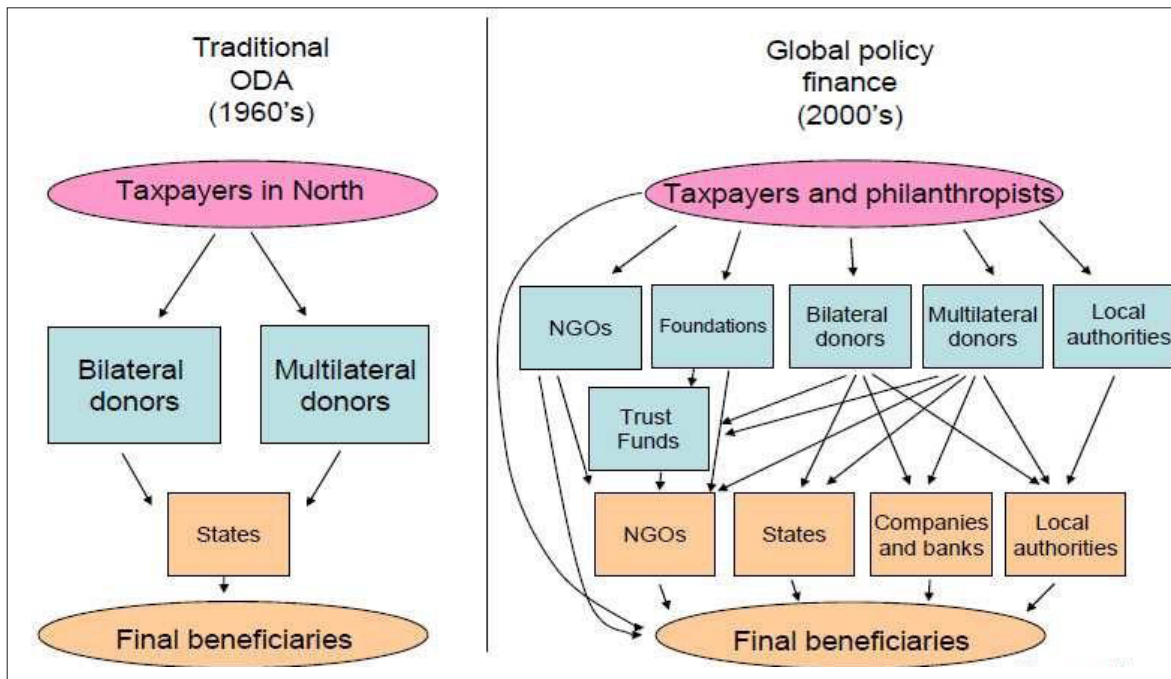 Traditional
ODA
(1960's)
Taxpayers in North
Bilateral
donors
Multilateral
donors
States
Final beneficiaries
Global policy
finance
(2000's)
Taxpayers and philanthropists
NGOs
Foundations
Bilateral
donors
Multilateral
donors
Local
authorities
Trust
Funds
NGOs
States
Companies
and banks
Local
authorities
Final beneficiaries